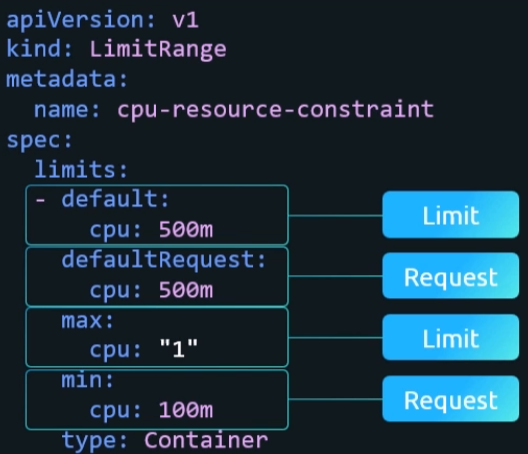 apiVersion: v1
kind: LimitRange
metadata:
  name: cpu-resource-constraint
spec:
  limits:
  - default:
      cpu: 500m
Limit
    defaultRequest:
      cpu: 500m
Request
    max:
      cpu: "1"
Limit
    min:
      cpu: 100m
Request
    type: Container